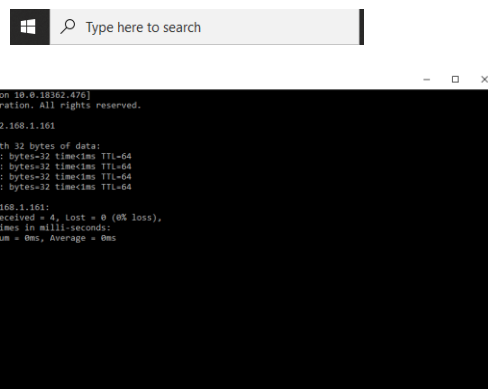 Type here to search
on 10.0.18362.476]
ration. All rights reserved.
2.168.1.161
th 32 bytes of data:
: bytes=32 time<1ms TTL=64
: bytes=32 time<1ms TTL=64
: bytes=32 time<1ms TTL=64
: bytes=32 time<1ms TTL=64
168.1.161:
eceived = 4, Lost = 0 (0% loss),
imes in milli-seconds:
um = 0ms, Average = 0ms